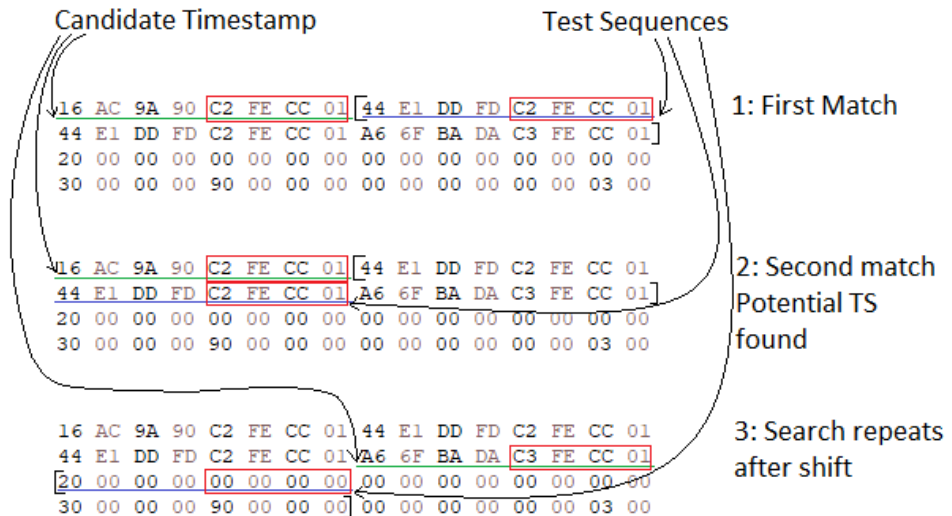 Candidate Timestamp Test Sequences
16 AC 9A 90 C2 FE CC 01 [44 E1 DD FD C2 FE CC 01 1: First Match
44 E1 DD FD C2 FE CC 01 A6 6F BA DA C3 FE CC 01]
20 00 00 00 00 00 00 00 00 00 00 00 00 00 00 00
30 00 00 00 90 00 00 00 00 00 00 00 00 00 03 00
16 AC 9A 90 C2 FE CC 01 [44 E1 DD FD C2 FE CC 01 2: Second match
44 E1 DD FD C2 FE CC 01 A6 6F BA DA C3 FE CC 01] Potential TS
20 00 00 00 00 00 00 00 00 00 00 00 00 00 00 00 found
30 00 00 00 90 00 00 00 00 00 00 00 00 00 03 00
16 AC 9A 90 C2 FE CC 01 44 E1 DD FD C2 FE CC 01 3: Search repeats
44 E1 DD FD C2 FE CC 01 A6 6F BA DA C3 FE CC 01 after shift
[20 00 00 00 00 00 00 00 00 00 00 00 00 00 00 00
30 00 00 00 90 00 00 00] 00 00 00 00 00 00 03 00